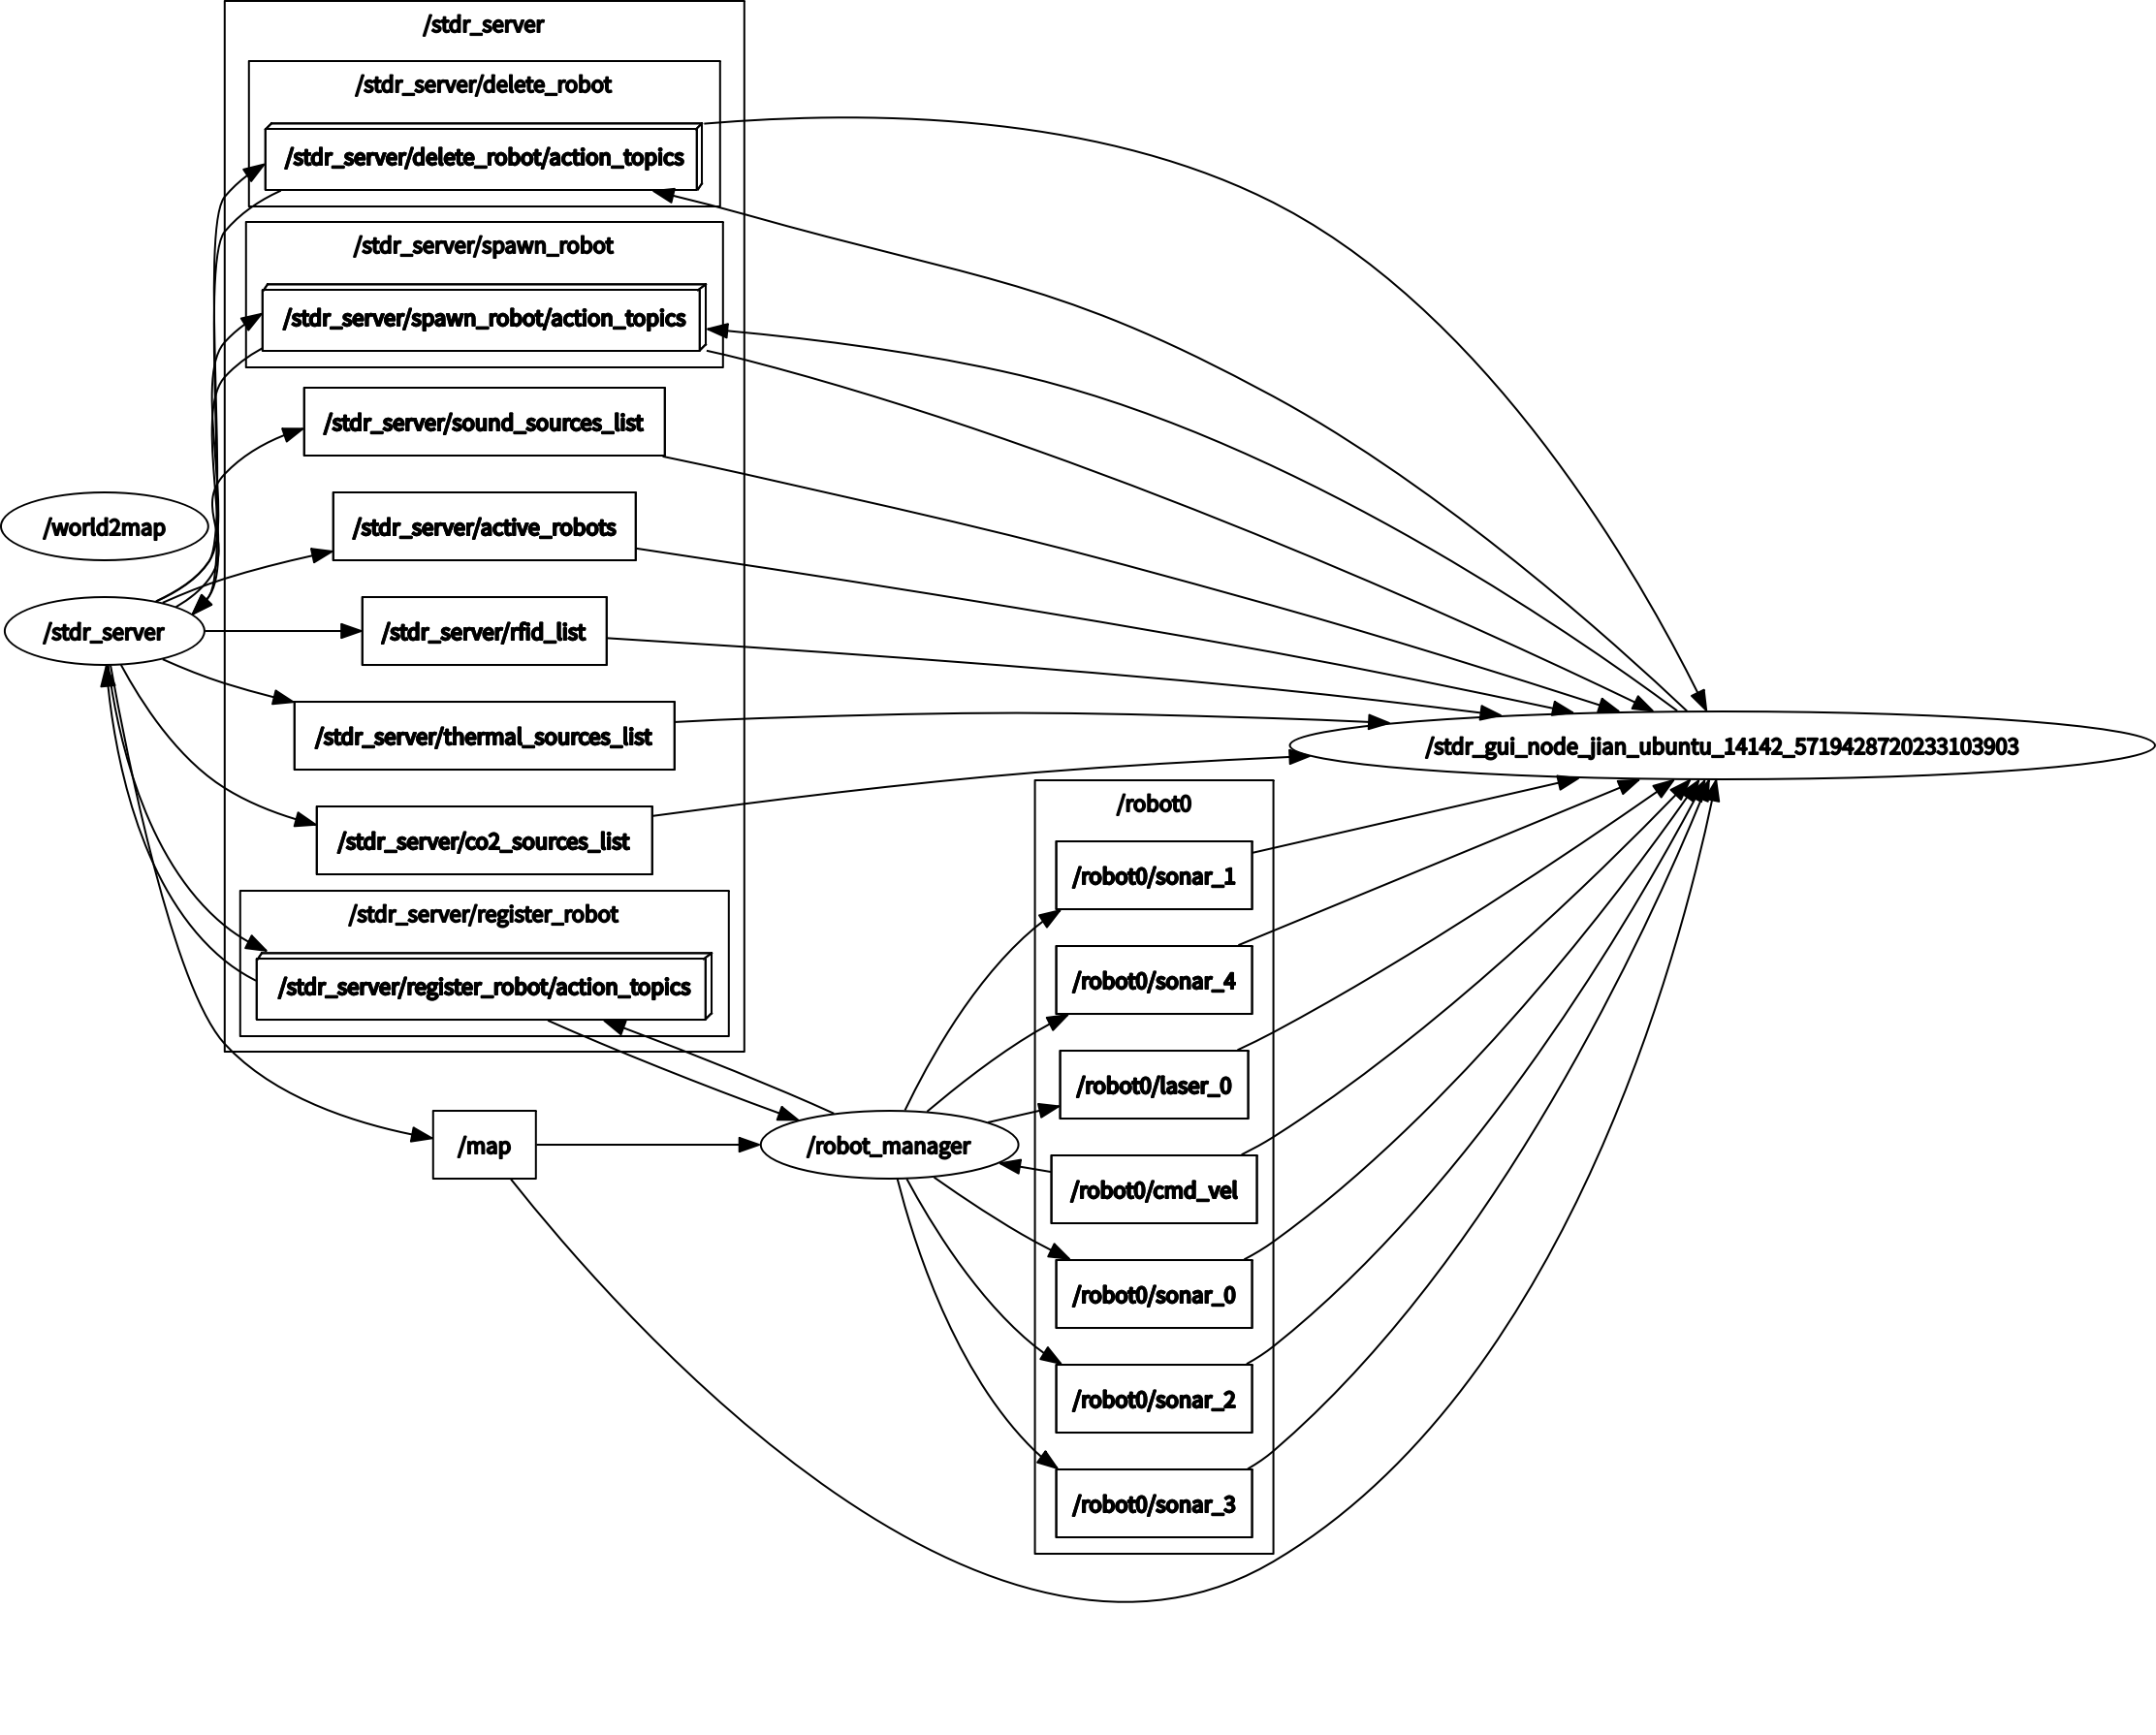 /stdr_server
/stdr_server/delete_robot
/stdr_server/delete_robot/action_topics
/stdr_server/spawn_robot
/stdr_server/spawn_robot/action_topics
/stdr_server/sound_sources_list
/world2map
/stdr_server/active_robots
/stdr_server
/stdr_server/rfid_list
/stdr_server/thermal_sources_list
/stdr_gui_node_jian_ubuntu_14142_5719428720233103903
/stdr_server/co2_sources_list
/stdr_server/register_robot
/stdr_server/register_robot/action_topics
/map
/robot_manager
/robot0
/robot0/sonar_1
/robot0/sonar_4
/robot0/laser_0
/robot0/cmd_vel
/robot0/sonar_0
/robot0/sonar_2
/robot0/sonar_3